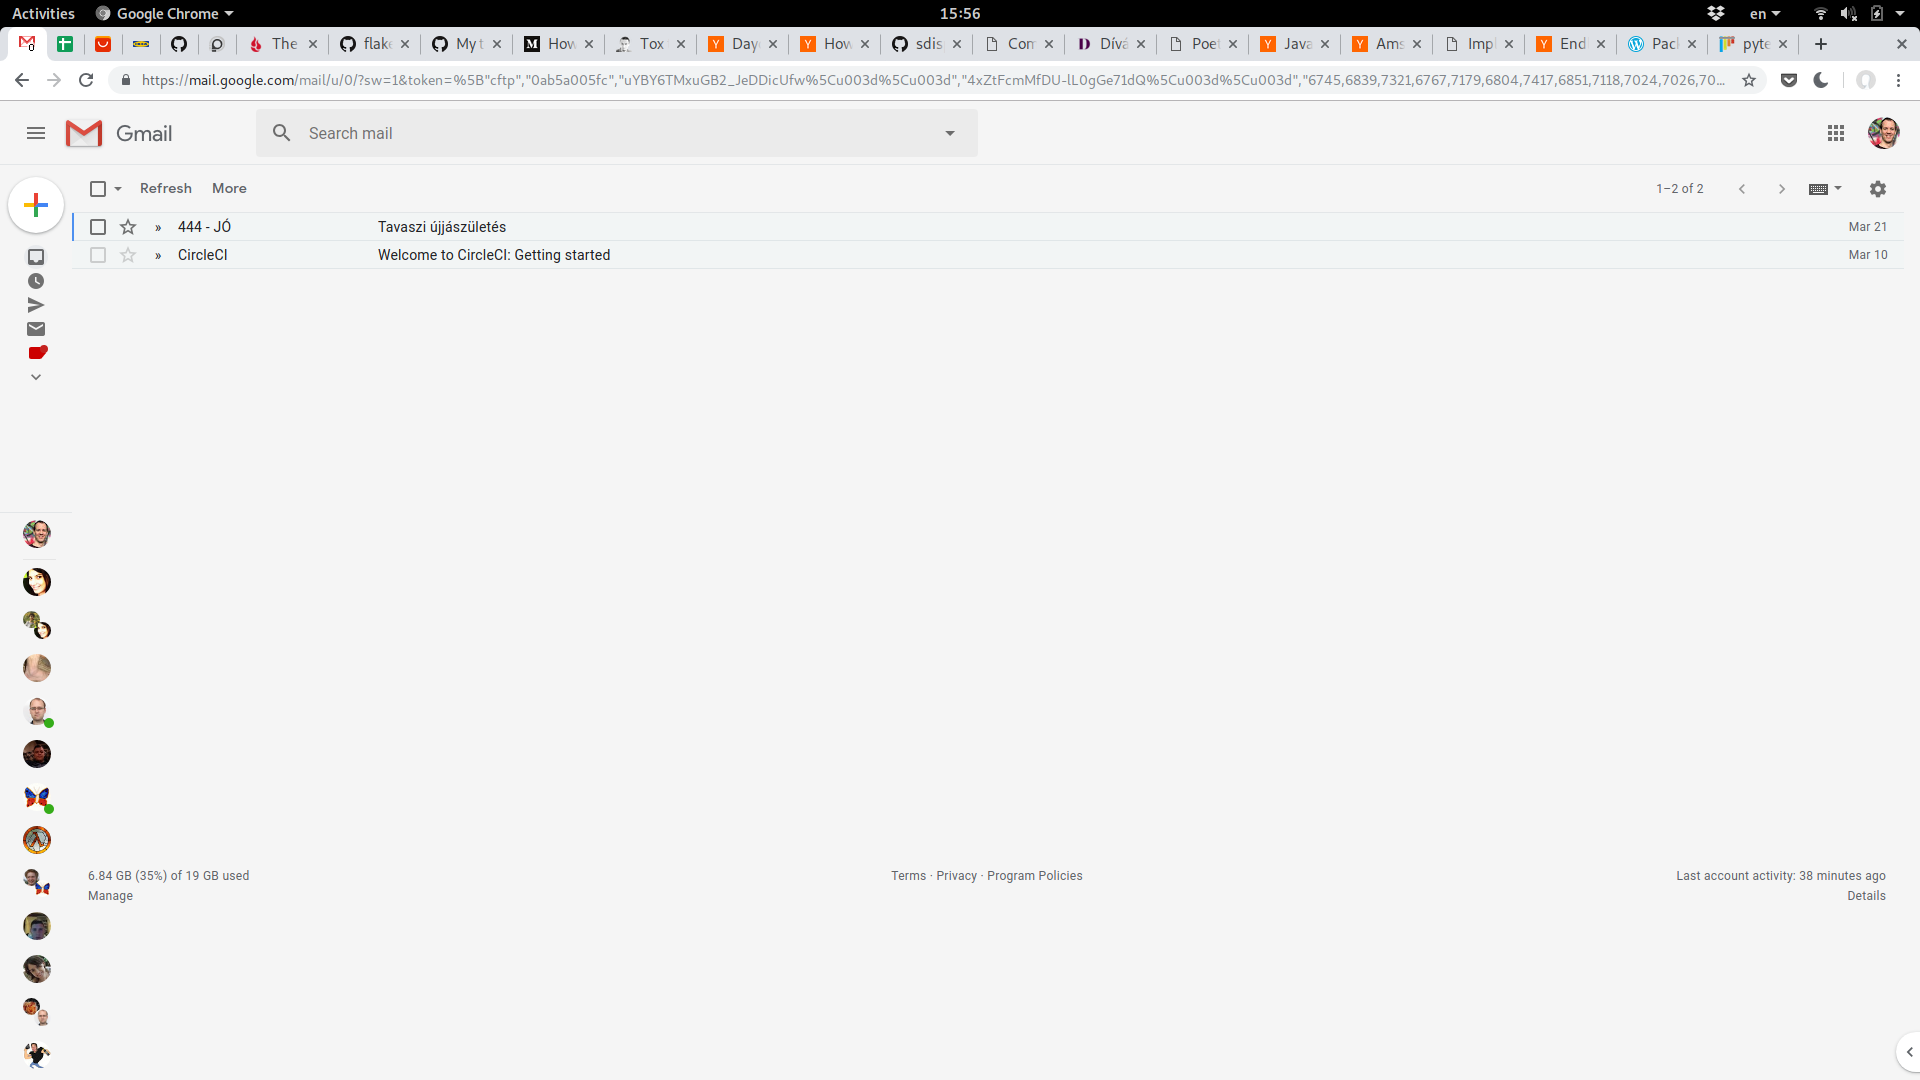 Activities Google Chrome 15:56 en
0 The flak My t How Tox Day How sdis Com Dívá Poet Java Ams Impl End Pack pyte
https://mail.google.com/mail/u/0/?sw=1&token=%5B"cftp","0ab5a005fc","uYBY6TMxuGB2_JeDDicUfw%5Cu003d%5Cu003d","4xZtFcmMfDU-lL0gGe71dQ%5Cu003d%5Cu003d","6745,6839,7321,6767,7179,6804,7417,6851,7118,7024,7026,70...
Gmail Search mail
Refresh More 1–2 of 2
» 444 - JÓ Tavaszi újjászületés Mar 21
» CircleCI Welcome to CircleCI: Getting started Mar 10
6.84 GB (35%) of 19 GB used Terms · Privacy · Program Policies Last account activity: 38 minutes ago
Manage Details